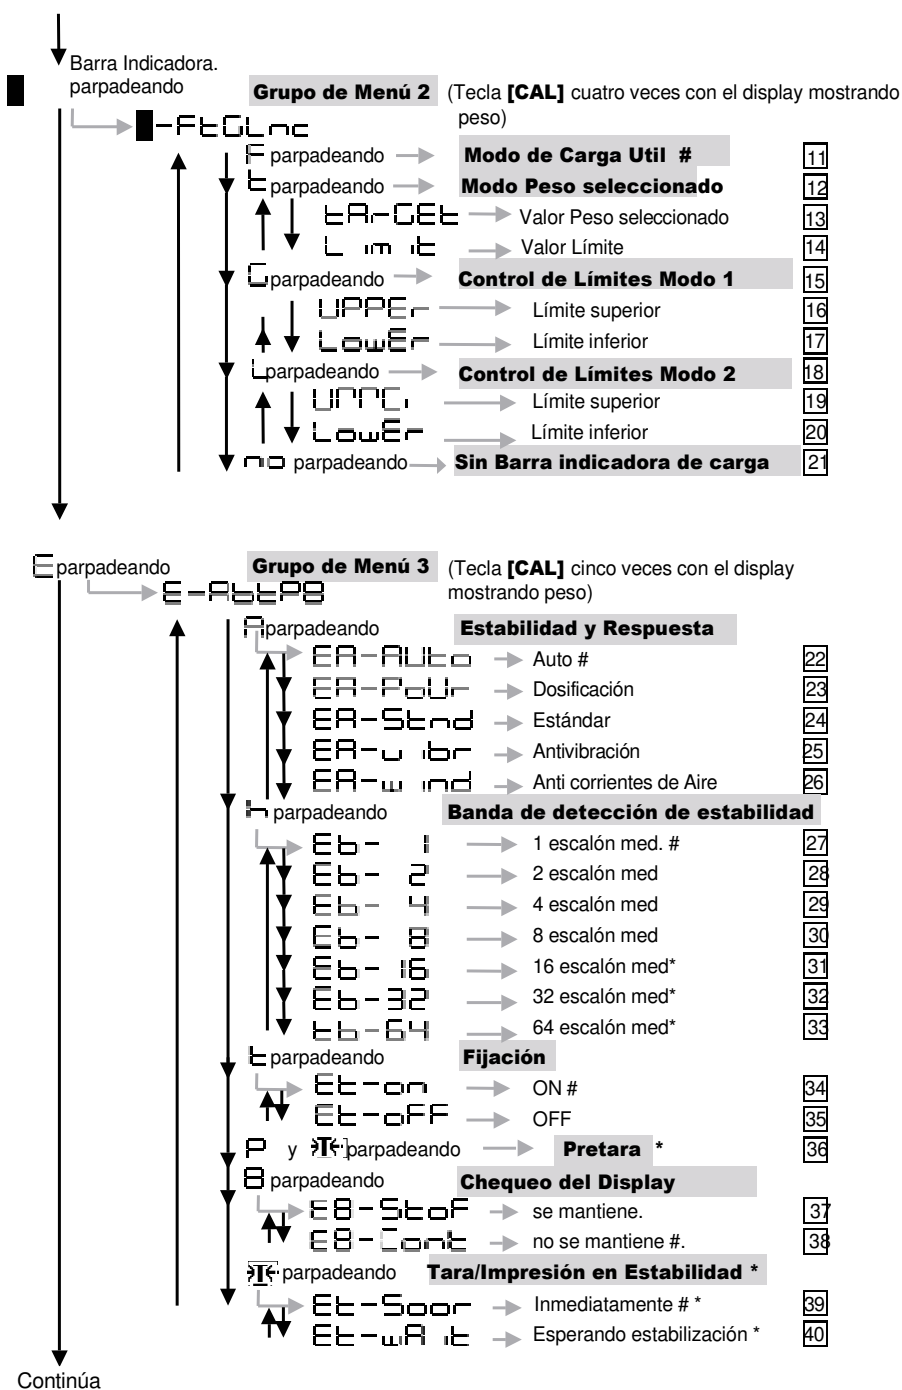 Barra Indicadora.
parpadeando
Grupo de Menú 2 (Tecla [CAL] cuatro veces con el display mostrando peso)
-FtGLno
F parpadeando Modo de Carga Util # 11
t parpadeando Modo Peso seleccionado 12
tArGEt Valor Peso seleccionado 13
Limit Valor Límite 14
G parpadeando Control de Límites Modo 1 15
UPPEr Límite superior 16
LowEr Límite inferior 17
L parpadeando Control de Límites Modo 2 18
Límite superior 19
LowEr Límite inferior 20
no parpadeando Sin Barra indicadora de carga 21
E parpadeando Grupo de Menú 3 (Tecla [CAL] cinco veces con el display
mostrando peso)
E-AbtP8
A parpadeando Estabilidad y Respuesta
EA-AUto Auto # 22
EA-PoUr Dosificación 23
EA-Stnd Estándar 24
EA-vibr Antivibración 25
EA-wind Anti corrientes de Aire 26
parpadeando Banda de detección de estabilidad
Eb- 1 1 escalón med. # 27
Eb- 2 2 escalón med 28
Eb- 4 4 escalón med 29
Eb- 8 8 escalón med 30
Eb-16 16 escalón med* 31
Eb-32 32 escalón med* 32
Eb-64 64 escalón med* 33
t parpadeando Fijación
Et-on ON # 34
Et-oFF OFF 35
P y T parpadeando Pretara * 36
8 parpadeando Chequeo del Display
E8-StoP se mantiene. 37
E8-Cont no se mantiene #. 38
T parpadeando Tara/Impresión en Estabilidad *
Et-Soon Inmediatamente # * 39
Et-wAit Esperando estabilización * 40
Continúa